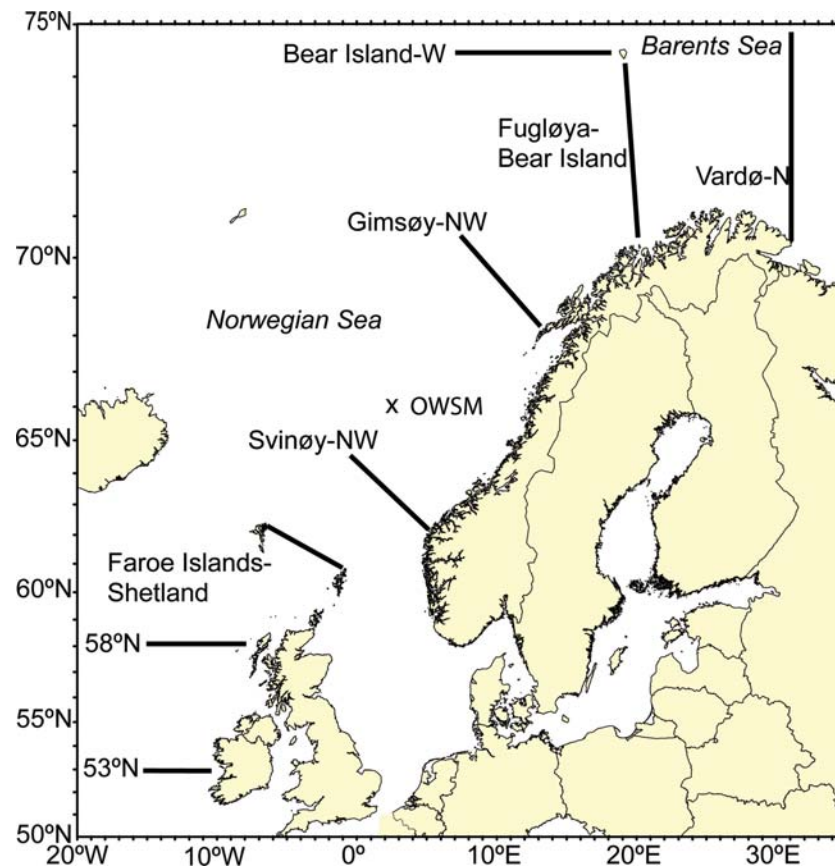 75ºN
Bear Island-W
Barents Sea
Fugløya-
Bear Island
Vardø-N
Gimsøy-NW
70ºN
Norwegian Sea
x OWSM
65ºN
Svinøy-NW
Faroe Islands-
Shetland
60ºN
58ºN
55ºN
53ºN
50ºN
20ºW
10ºW
0º
10ºE
20ºE
30ºE